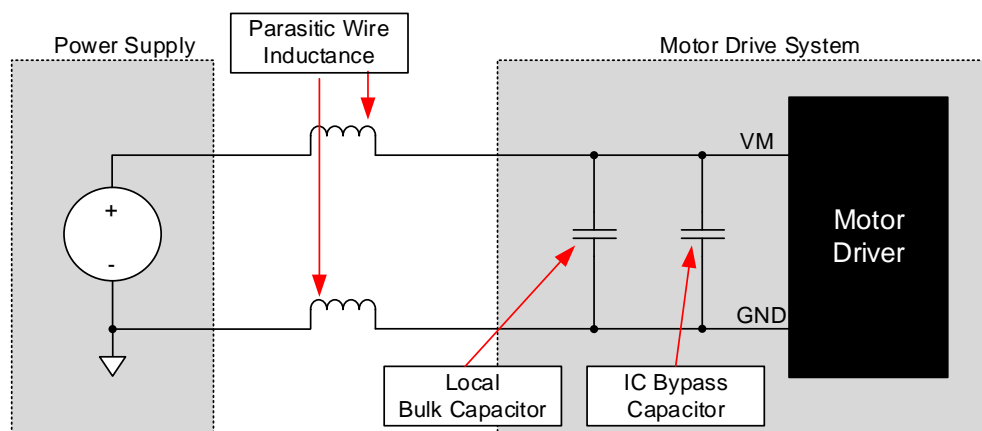 Power Supply
Parasitic Wire
Inductance
Motor Drive System
VM
+
-
Motor
Driver
GND
Local
Bulk Capacitor
IC Bypass
Capacitor